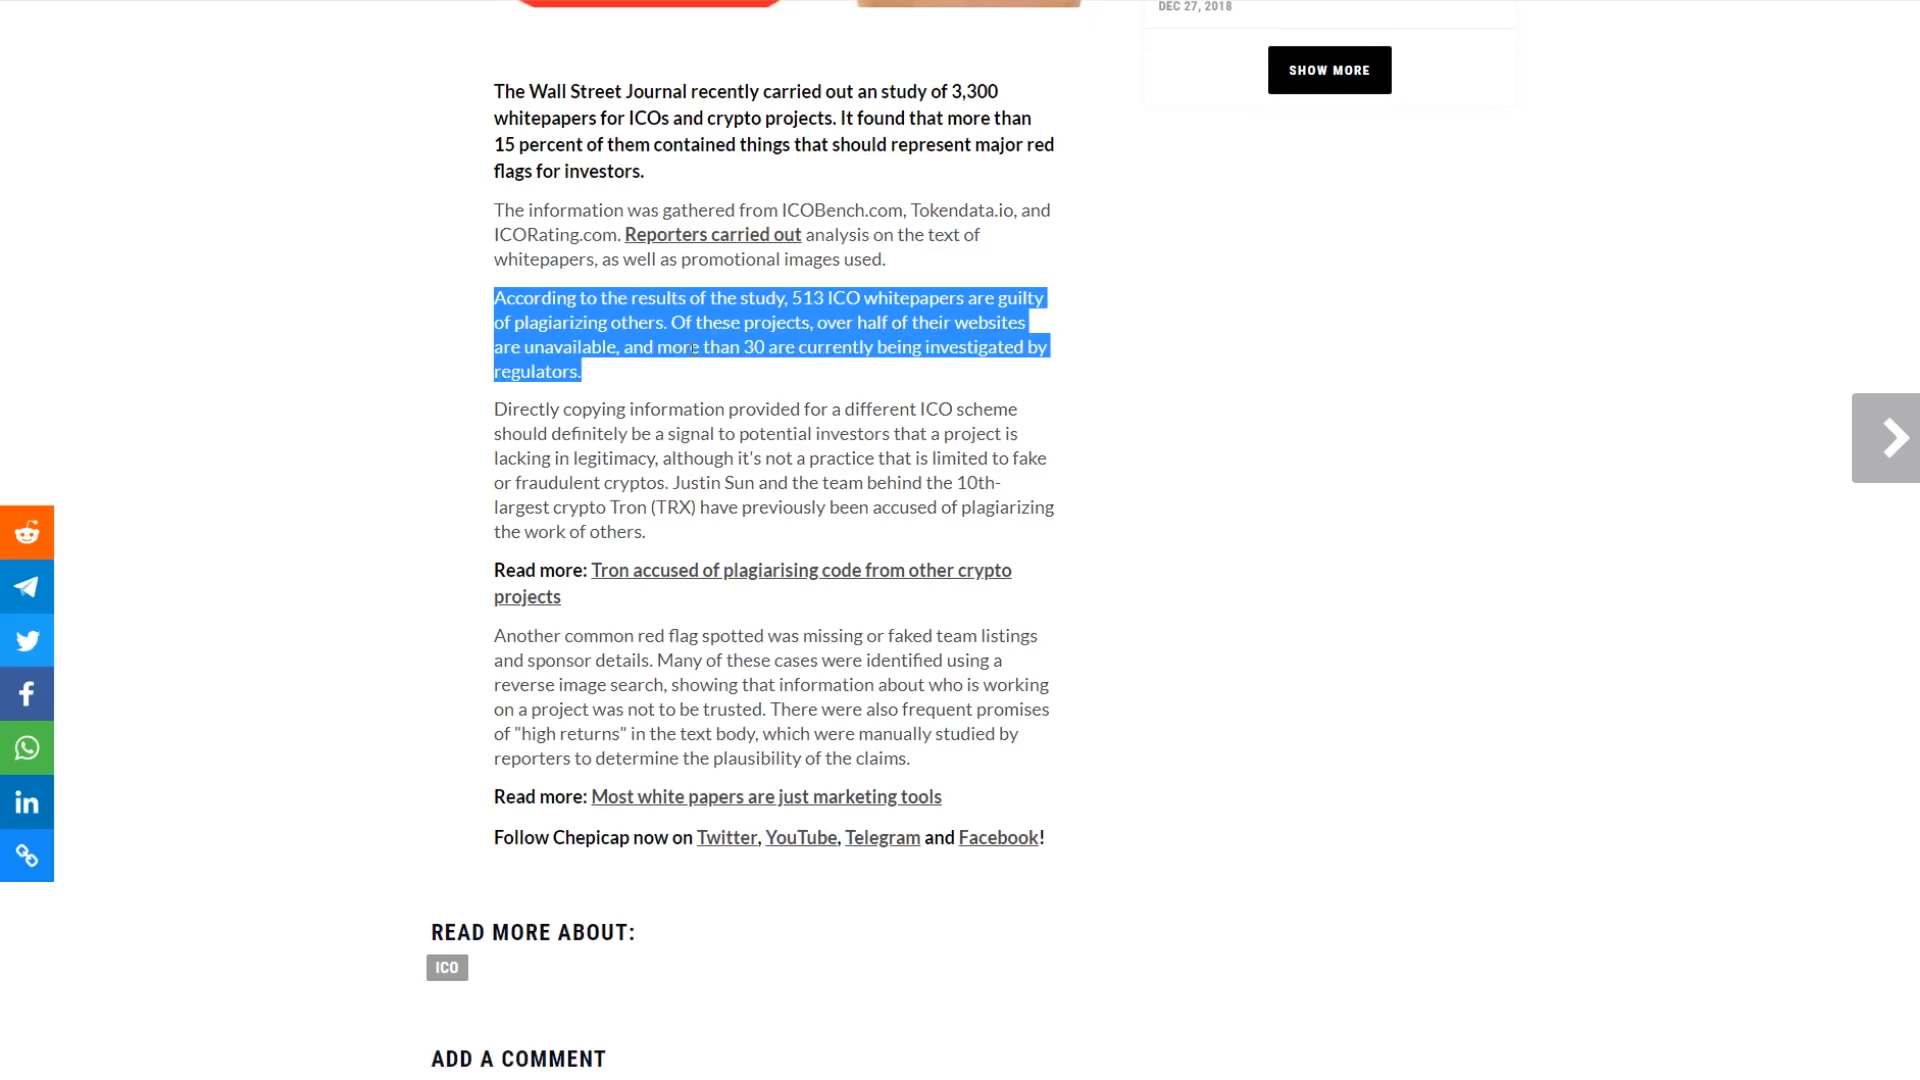 DEC 27, 2018
SHOW MORE
The Wall Street Journal recently carried out an study of 3,300
whitepapers for ICOs and crypto projects. It found that more than
15 percent of them contained things that should represent major red
flags for investors.
The information was gathered from ICOBench.com, Tokendata.io, and
ICORating.com. Reporters carried out analysis on the text of
whitepapers, as well as promotional images used.
According to the results of the study, 513 ICO whitepapers are guilty
of plagiarizing others. Of these projects, over half of their websites
are unavailable, and more than 30 are currently being investigated by
regulators.
Directly copying information provided for a different ICO scheme
should definitely be a signal to potential investors that a project is
lacking in legitimacy, although it's not a practice that is limited to fake
or fraudulent cryptos. Justin Sun and the team behind the 10th-
largest crypto Tron (TRX) have previously been accused of plagiarizing
the work of others.
Read more: Tron accused of plagiarising code from other crypto
projects
Another common red flag spotted was missing or faked team listings
and sponsor details. Many of these cases were identified using a
reverse image search, showing that information about who is working
on a project was not to be trusted. There were also frequent promises
of "high returns" in the text body, which were manually studied by
reporters to determine the plausibility of the claims.
Read more: Most white papers are just marketing tools
Follow Chepicap now on Twitter, YouTube, Telegram and Facebook!
READ MORE ABOUT:
ICO
ADD A COMMENT